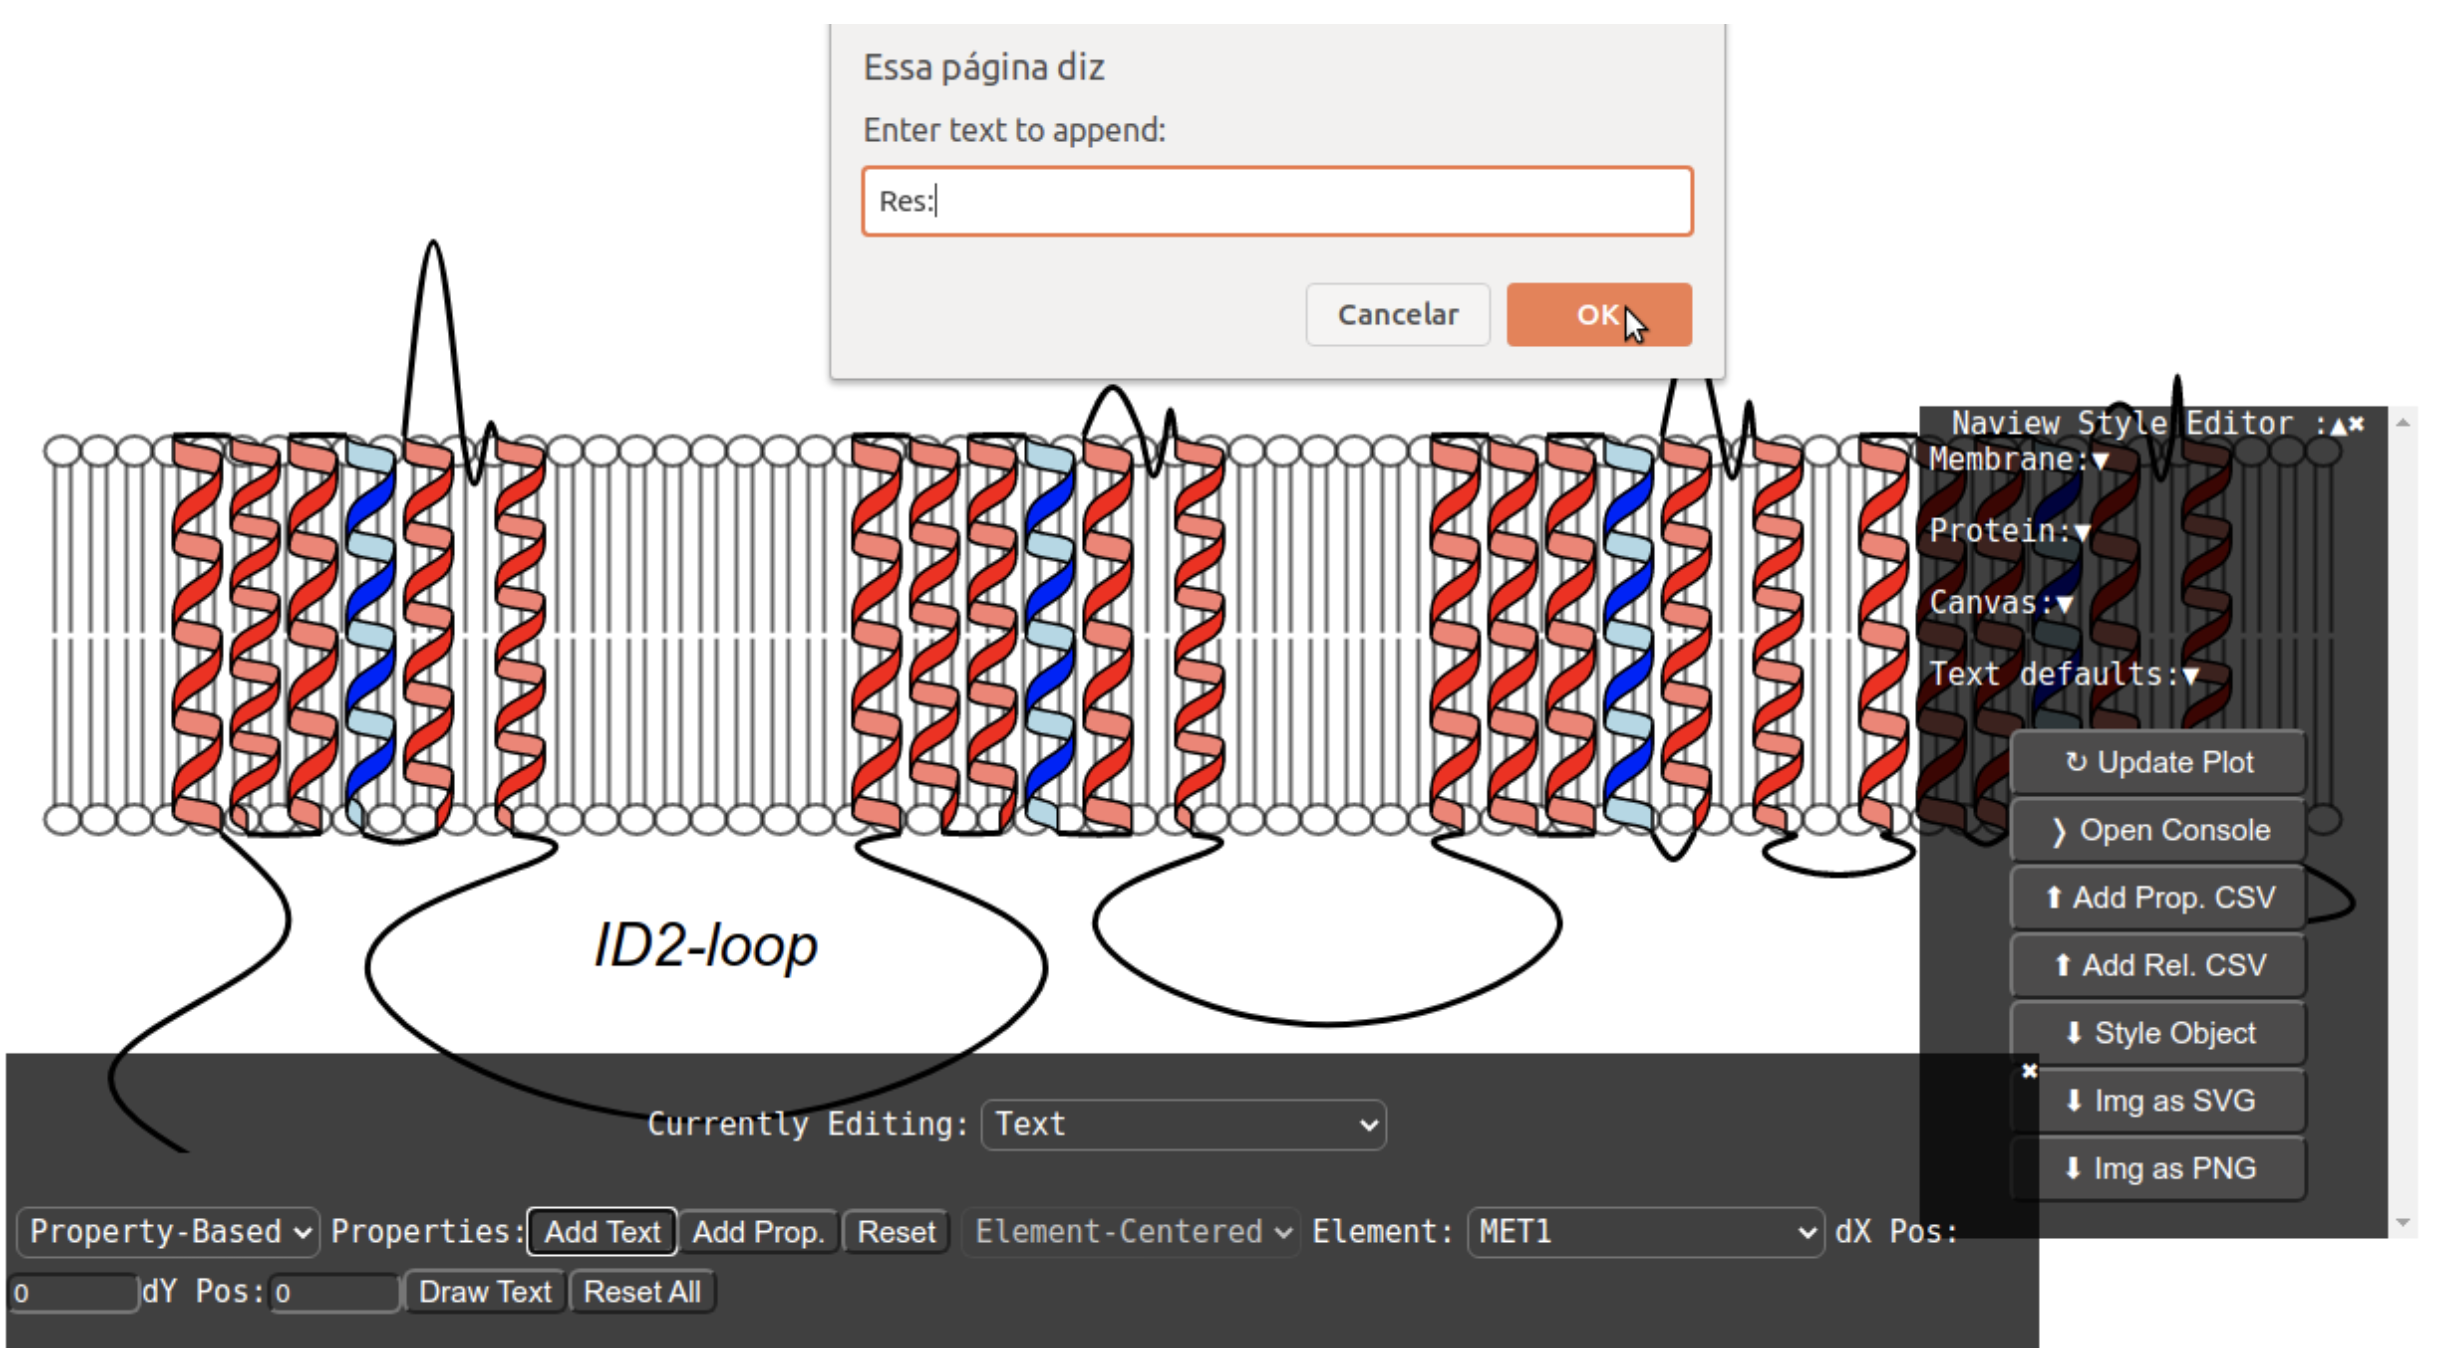 Essa página diz
Enter text to append:
Res:
Cancelar
OK
Naview Style Editor :▲✖
Membrane:▼
Protein:▼
Canvas:▼
Text defaults:▼
↻ Update Plot
❭ Open Console
⬆ Add Prop. CSV
⬆ Add Rel. CSV
⬇ Style Object
⬇ Img as SVG
⬇ Img as PNG
ID2-loop
✖
Currently Editing: Text
Property-Based Properties: Add Text Add Prop. Reset Element-Centered Element: MET1 dX Pos:
0 dY Pos: 0 Draw Text Reset All